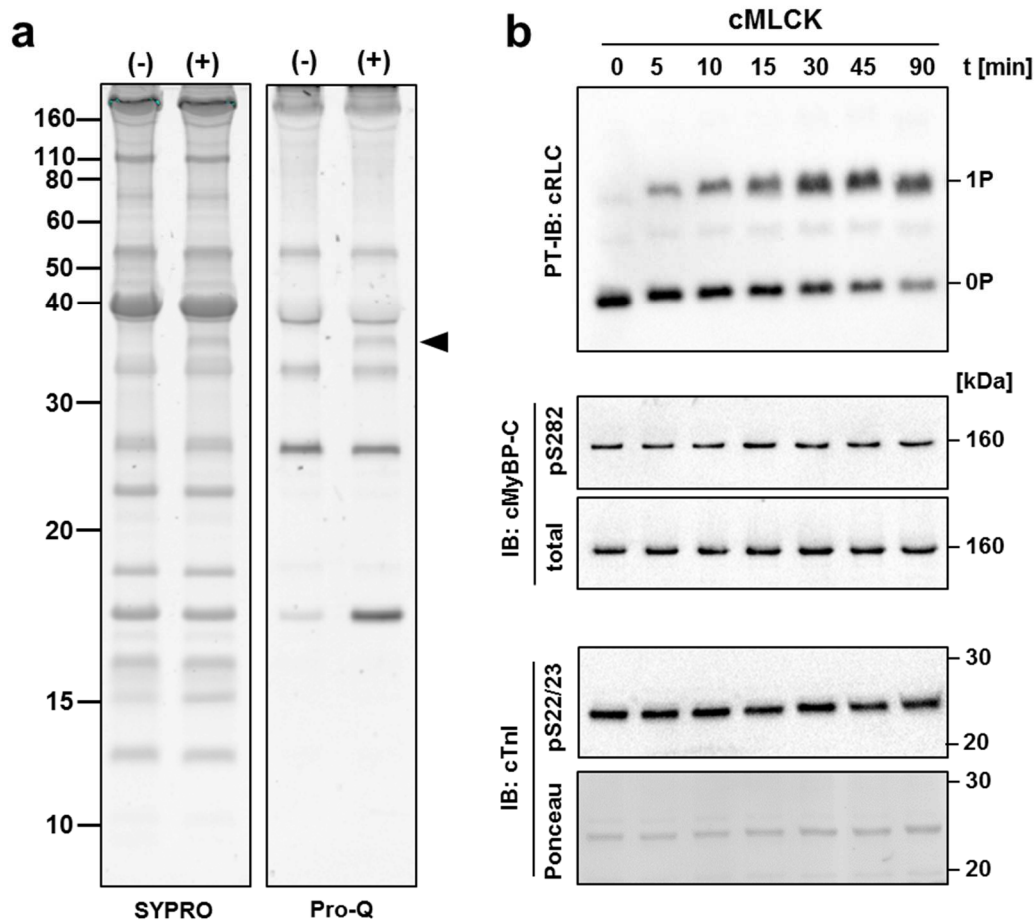 a
(-) (+) (-) (+)
160
110
80
60
50
40
30
20
15
10
SYPRO Pro-Q
b
cMLCK
0 5 10 15 30 45 90 t [min]
PT-IB: cRLC
1P
0P
[kDa]
IB: cMyBP-C
pS282
160
total
160
IB: cTnI
pS22/23
30
20
Ponceau
30
20